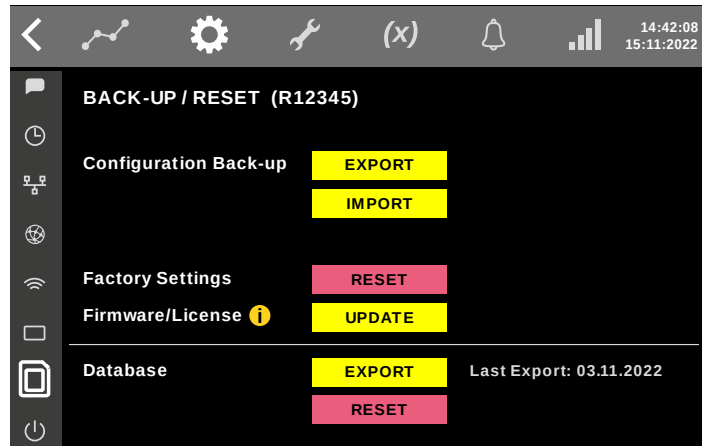 (x)
14:42:08
15:11:2022
BACK-UP / RESET (R12345)
Configuration Back-up
EXPORT
IMPORT
Factory Settings
RESET
Firmware/License i
UPDATE
Database
EXPORT
Last Export: 03.11.2022
RESET